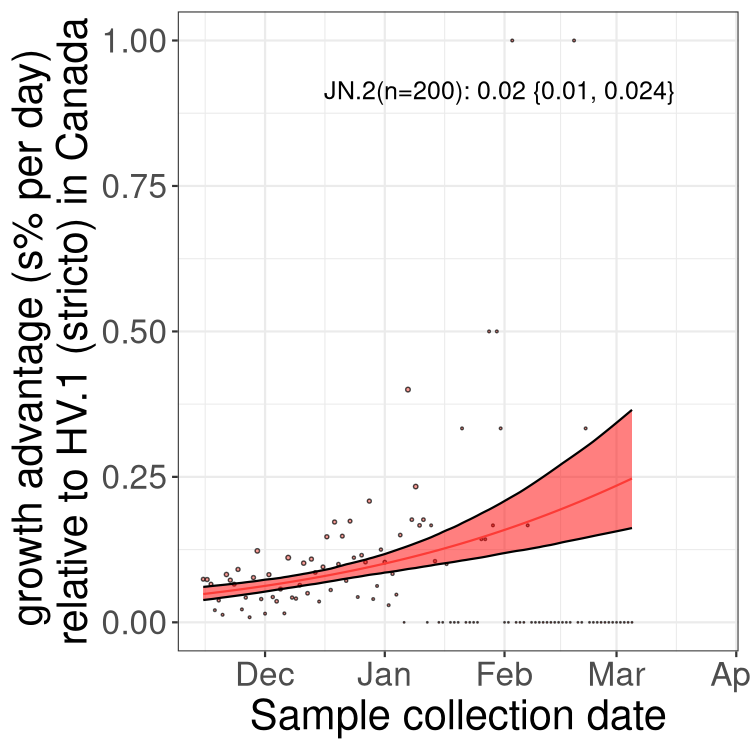 growth advantage (s% per day)
relative to HV.1 (stricto) in Canada
1.00
0.75
0.50
0.25
0.00
JN.2(n=200): 0.02 {0.01, 0.024}
Dec Jan Feb Mar Ap
Sample collection date